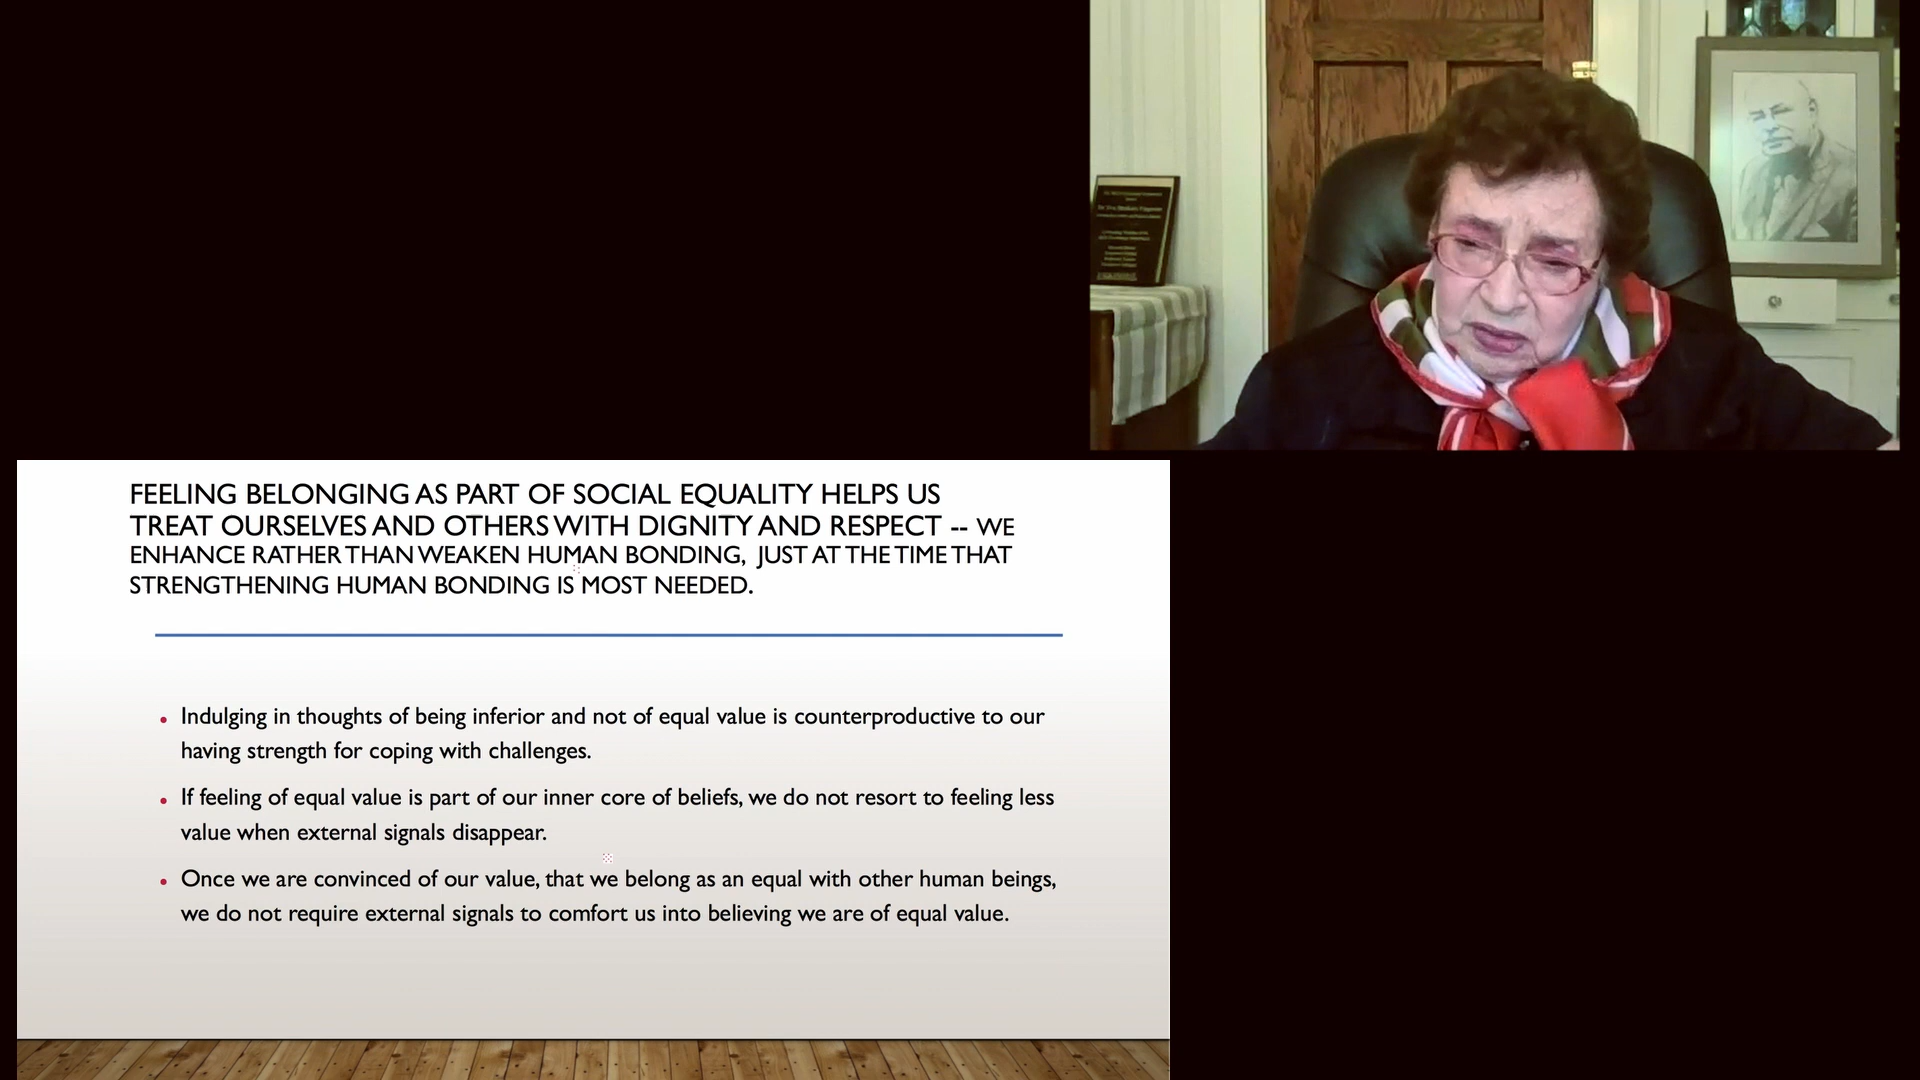 FEELING BELONGING AS PART OF SOCIAL EQUALITY HELPS US
TREAT OURSELVES AND OTHERS WITH DIGNITY AND RESPECT -- WE
ENHANCE RATHER THAN WEAKEN HUMAN BONDING, JUST AT THE TIME THAT
STRENGTHENING HUMAN BONDING IS MOST NEEDED.
• Indulging in thoughts of being inferior and not of equal value is counterproductive to our
having strength for coping with challenges.
• If feeling of equal value is part of our inner core of beliefs, we do not resort to feeling less
value when external signals disappear.
• Once we are convinced of our value, that we belong as an equal with other human beings,
we do not require external signals to comfort us into believing we are of equal value.